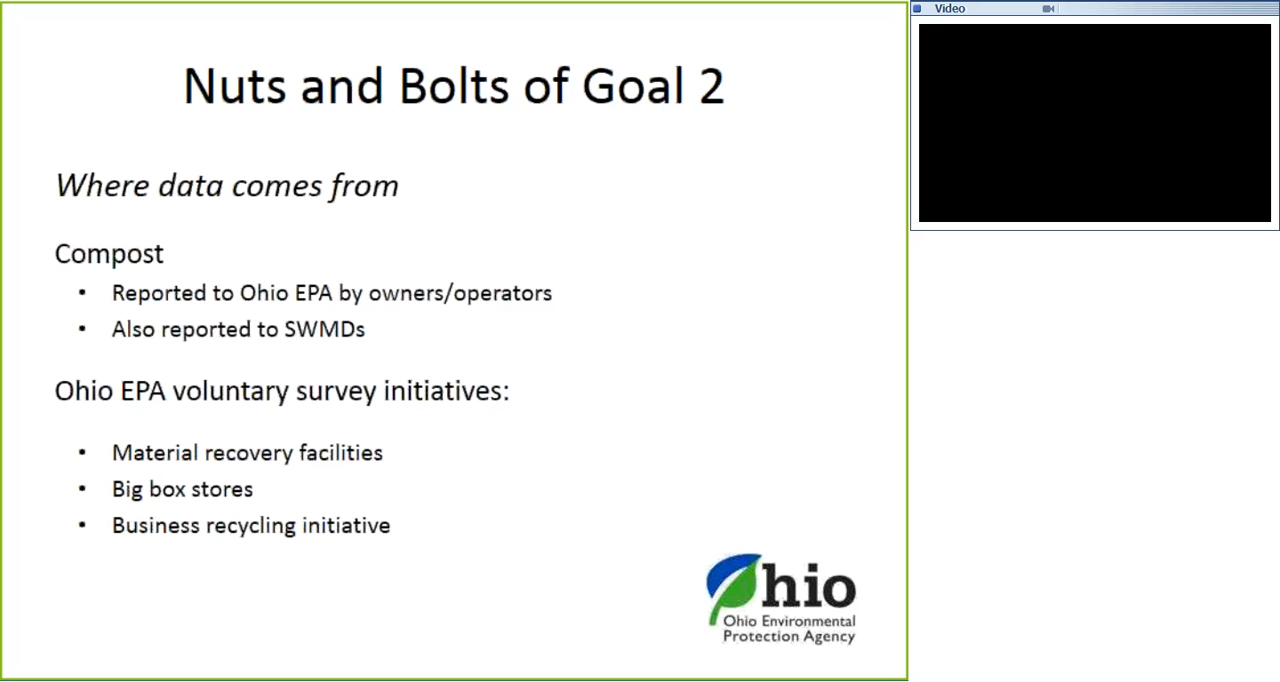 Nuts and Bolts of Goal 2
Where data comes from
Compost
• Reported to Ohio EPA by owners/operators
• Also reported to SWMDs
Ohio EPA voluntary survey initiatives:
• Material recovery facilities
• Big box stores
• Business recycling initiative
Ohio
Ohio Environmental
Protection Agency
Video